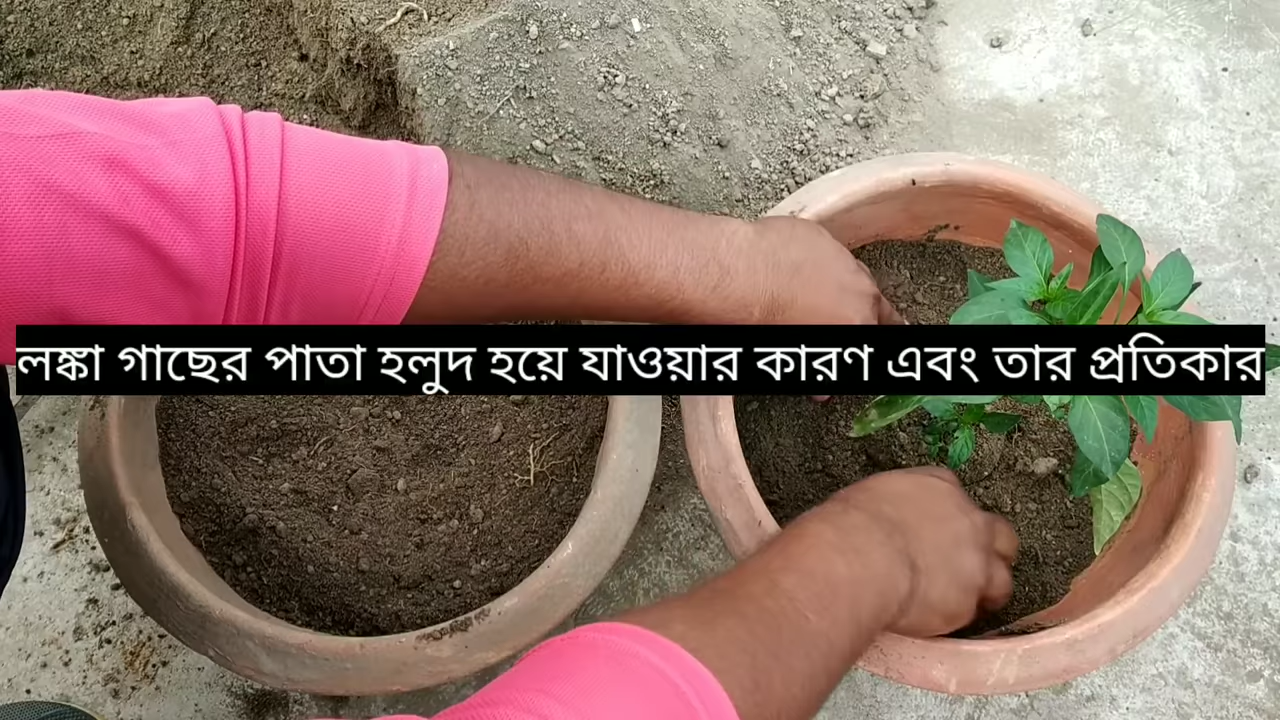 লঙ্কা গাছের পাতা হলুদ হয়ে যাওয়ার কারণ এবং তার প্রতিকার